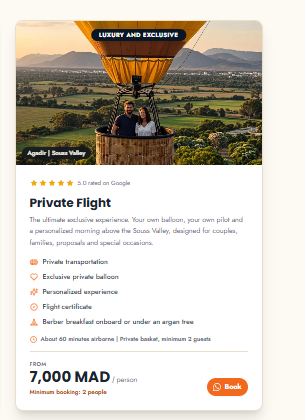 LUXURY AND EXCLUSIVE
Agadir | Souss Valley
5.0 rated on Google
Private Flight
The ultimate exclusive experience. Your own balloon, your own pilot and
a personalized morning above the Souss Valley, designed for couples,
families, proposals and special occasions.
Private transportation
Exclusive private balloon
Personalized experience
Flight certificate
Berber breakfast onboard or under an argan tree
About 60 minutes airborne | Private basket, minimum 2 guests
FROM
7,000 MAD / person
Minimum booking: 2 people
Book